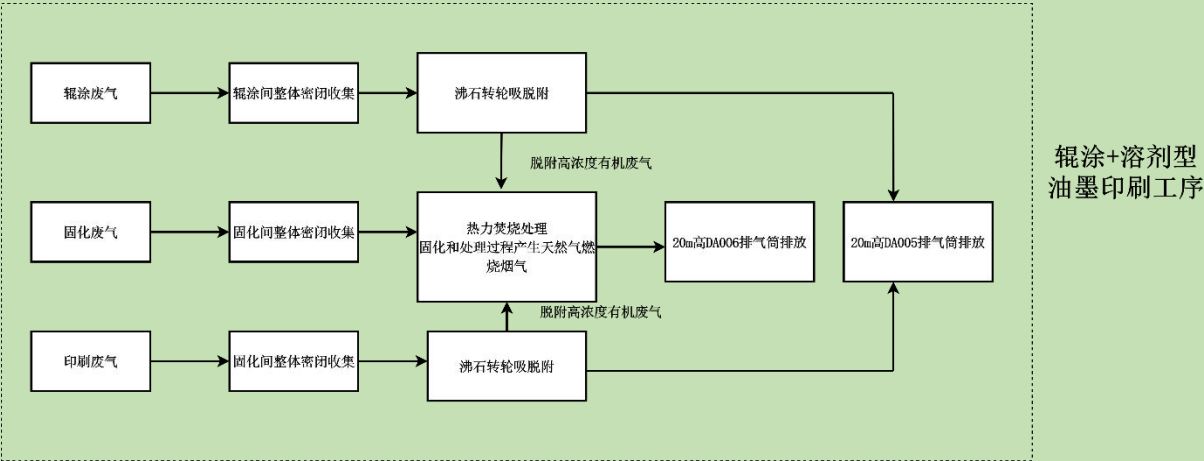 辊涂废气
辊涂间整体密闭收集
沸石转轮吸脱附
脱附高浓度有机废气
固化废气
固化间整体密闭收集
热力焚烧处理
固化和处理过程产生天然气燃
烧烟气
20m高DA006排气筒排放
20m高DA005排气筒排放
脱附高浓度有机废气
印刷废气
固化间整体密闭收集
沸石转轮吸脱附
辊涂+溶剂型
油墨印刷工序